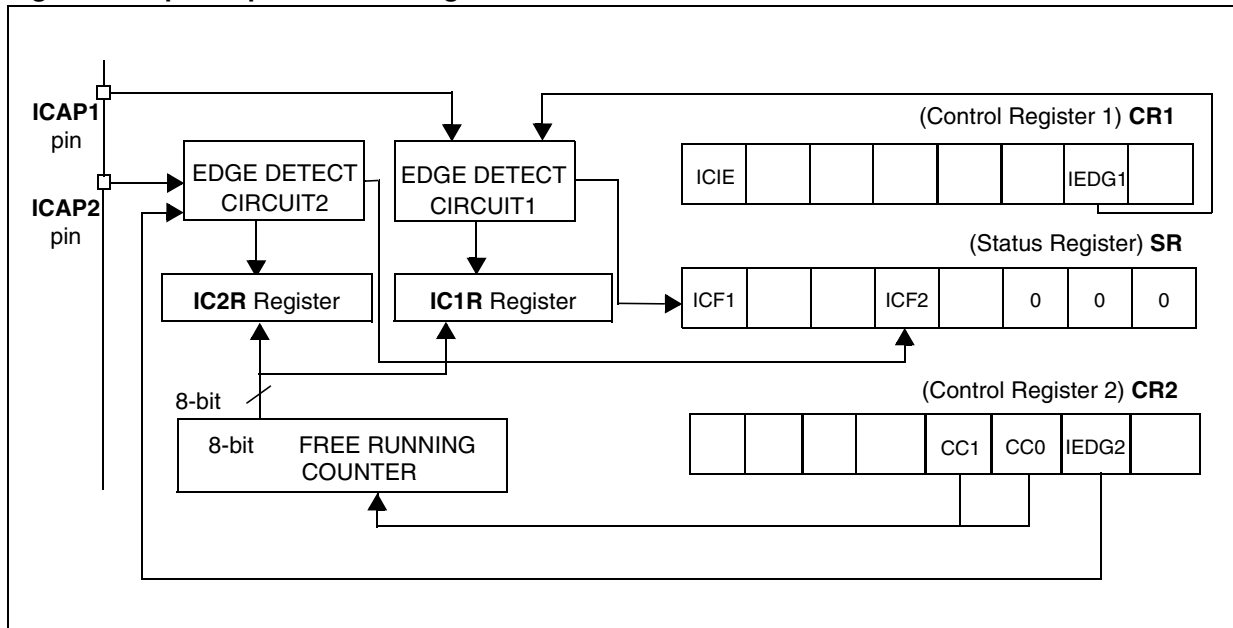 ICAP1
pin
ICAP2
pin
EDGE DETECT
CIRCUIT2
EDGE DETECT
CIRCUIT1
IC2R Register
IC1R Register
8-bit
8-bit FREE RUNNING
COUNTER
(Control Register 1) CR1
ICIE IEDG1
(Status Register) SR
ICF1 ICF2 0 0 0
(Control Register 2) CR2
CC1 CC0 IEDG2